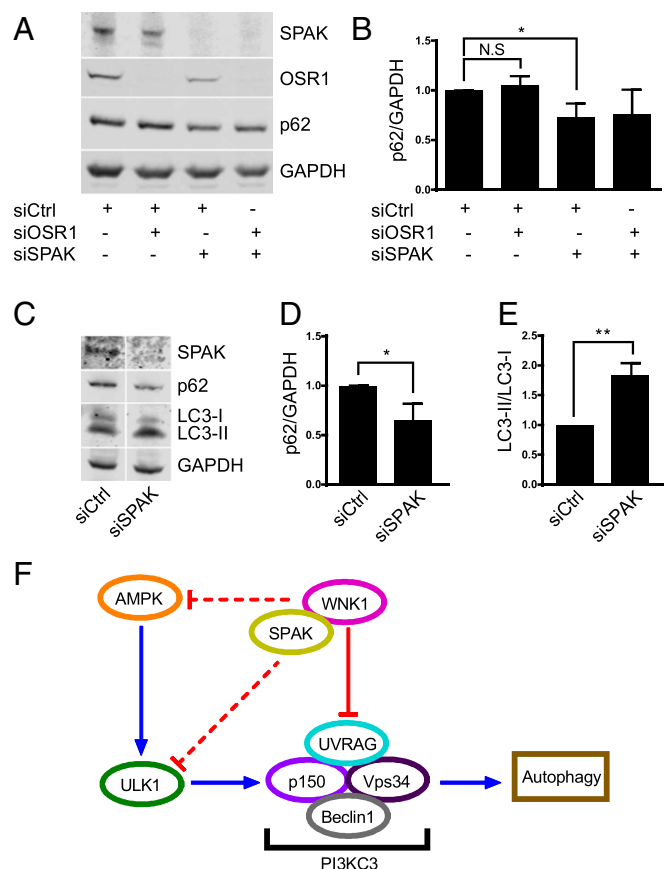 A
SPAK
OSR1
p62
GAPDH
siCtrl + + + -
siOSR1 - + - +
siSPAK - - + +
B
p62/GAPDH
1.5
1.0
0.5
0.0
N.S
*
siCtrl + + + -
siOSR1 - + - +
siSPAK - - + +
C
SPAK
p62
LC3-I
LC3-II
GAPDH
siCtrl
siSPAK
D
p62/GAPDH
1.5
1.0
0.5
0.0
*
siCtrl
siSPAK
E
LC3-II/LC3-I
2.5
2.0
1.5
1.0
0.5
0.0
**
siCtrl
siSPAK
F
AMPK
WNK1
SPAK
UVRAG
ULK1
p150
Vps34
Autophagy
Beclin1
PI3KC3